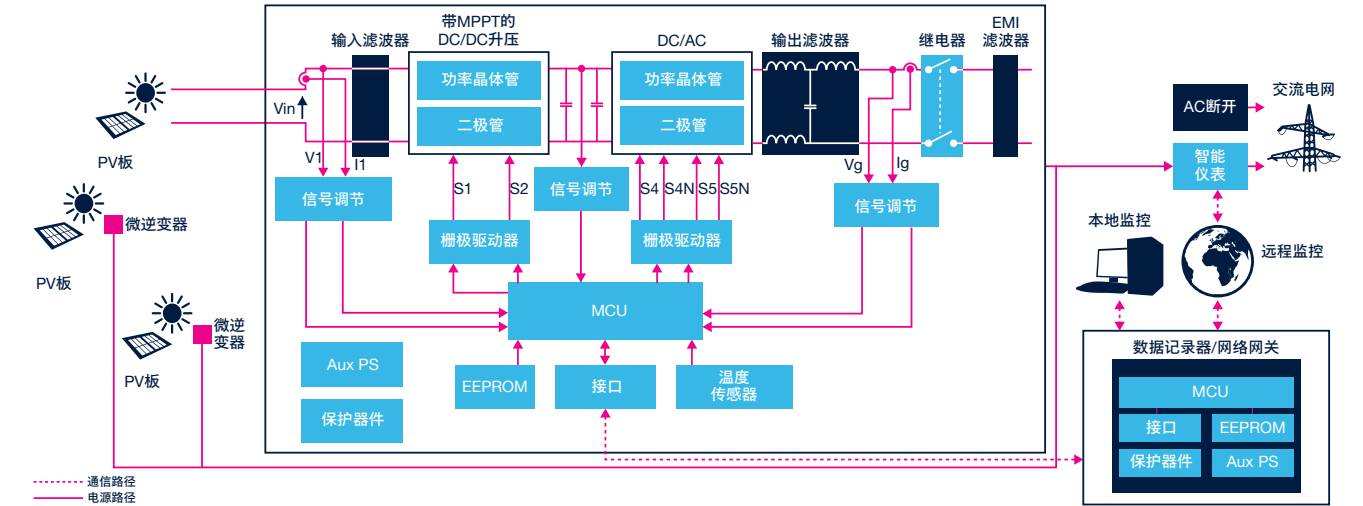 带MPPT的
DC/DC升压
输入滤波器
DC/AC
输出滤波器
继电器
EMI
滤波器
功率晶体管
二极管
功率晶体管
二极管
Vin
PV板
V1
I1
信号调节
S1
S2
信号调节
S4
S4N
S5
S5N
Vg
Ig
信号调节
栅极驱动器
栅极驱动器
MCU
Aux PS
保护器件
EEPROM
接口
温度
传感器
微逆变器
PV板
微逆
变器
PV板
交流电网
AC断开
智能
仪表
本地监控
远程监控
数据记录器/网络网关
MCU
接口
EEPROM
保护器件
Aux PS
通信路径
电源路径